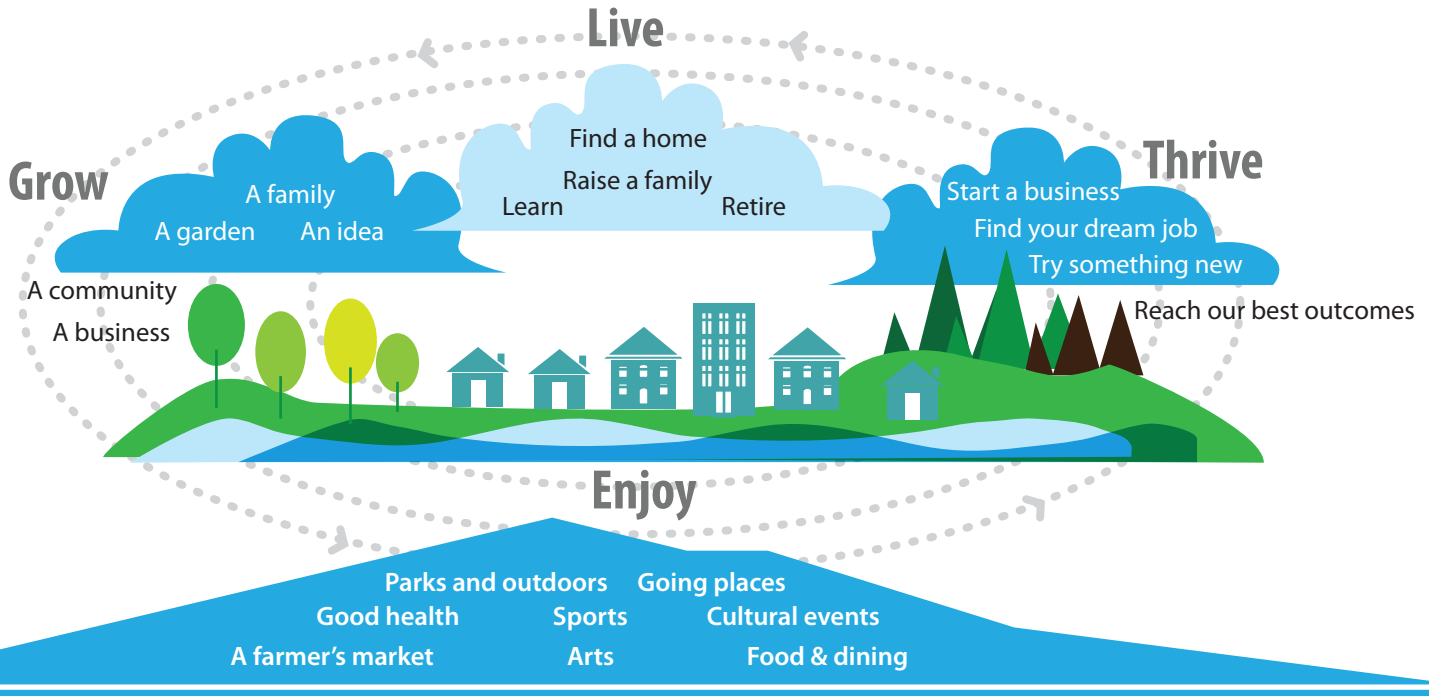 Live
Find a home
Raise a family
Learn Retire
Grow
A family
A garden An idea
A community
A business
Thrive
Start a business
Find your dream job
Try something new
Reach our best outcomes
Enjoy
Parks and outdoors Going places
Good health Sports Cultural events
A farmer’s market Arts Food & dining